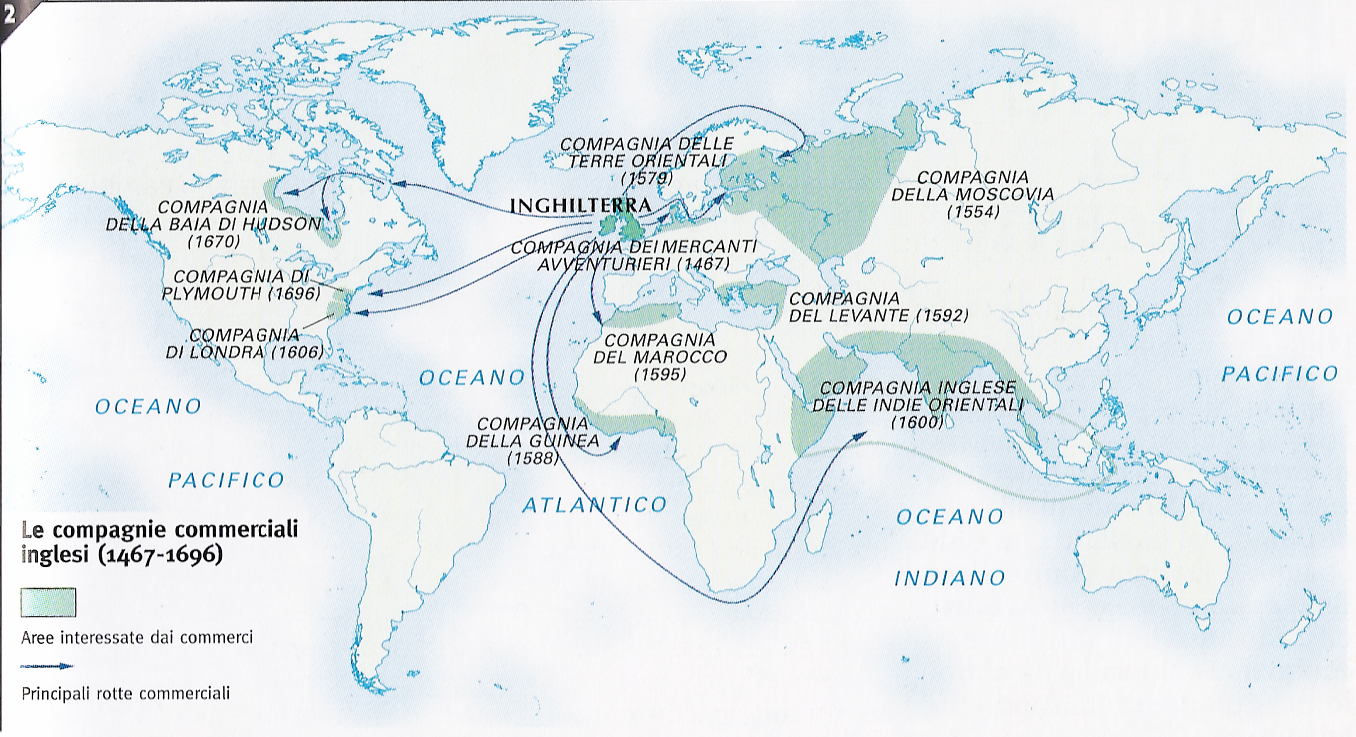 2
COMPAGNIA DELLE
TERRE ORIENTALI
(1579)
COMPAGNIA
DELLA MOSCOVIA
(1554)
INGHILTERRA
COMPAGNIA
DELLA BAIA DI HUDSON
(1670)
COMPAGNIA DEI MERCANTI
AVVENTURIERI (1467)
COMPAGNIA DI
PLYMOUTH (1696)
COMPAGNIA
DEL LEVANTE (1592)
COMPAGNIA
DI LONDRA (1606)
COMPAGNIA
DEL MAROCCO
(1595)
OCEANO
PACIFICO
OCEANO
OCEANO
COMPAGNIA INGLESE
DELLE INDIE ORIENTALI
(1600)
COMPAGNIA
DELLA GUINEA
(1588)
PACIFICO
ATLANTICO
OCEANO
INDIANO
Le compagnie commerciali
inglesi (1467-1696)
Aree interessate dai commerci
Principali rotte commerciali